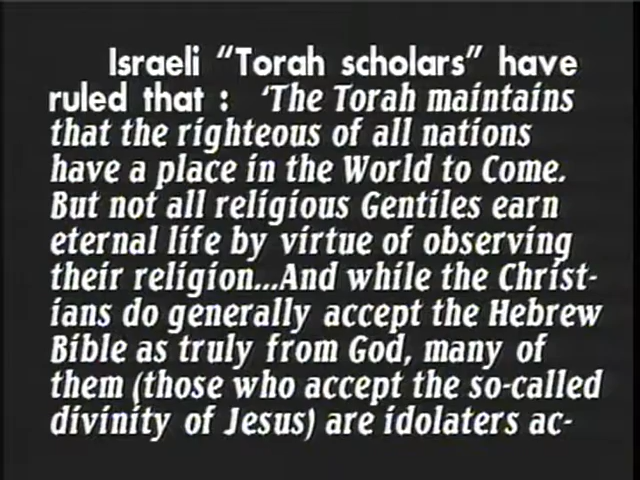 Israeli “Torah scholars” have
ruled that : ‘The Torah maintains
that the righteous of all nations
have a place in the World to Come.
But not all religious Gentiles earn
eternal life by virtue of observing
their religion...And while the Christ-
ians do generally accept the Hebrew
Bible as truly from God, many of
them (those who accept the so-called
divinity of Jesus) are idolaters ac-